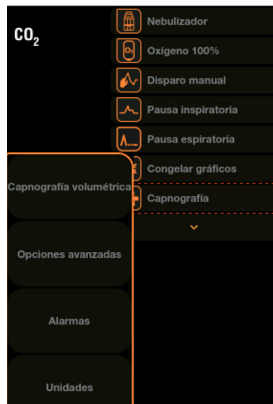 CO2
Nebulizador
Oxígeno 100%
Disparo manual
Pausa inspiratoria
Pausa espiratoria
Congelar gráficos
Capnografía
Capnografía volumétrica
Opciones avanzadas
Alarmas
Unidades